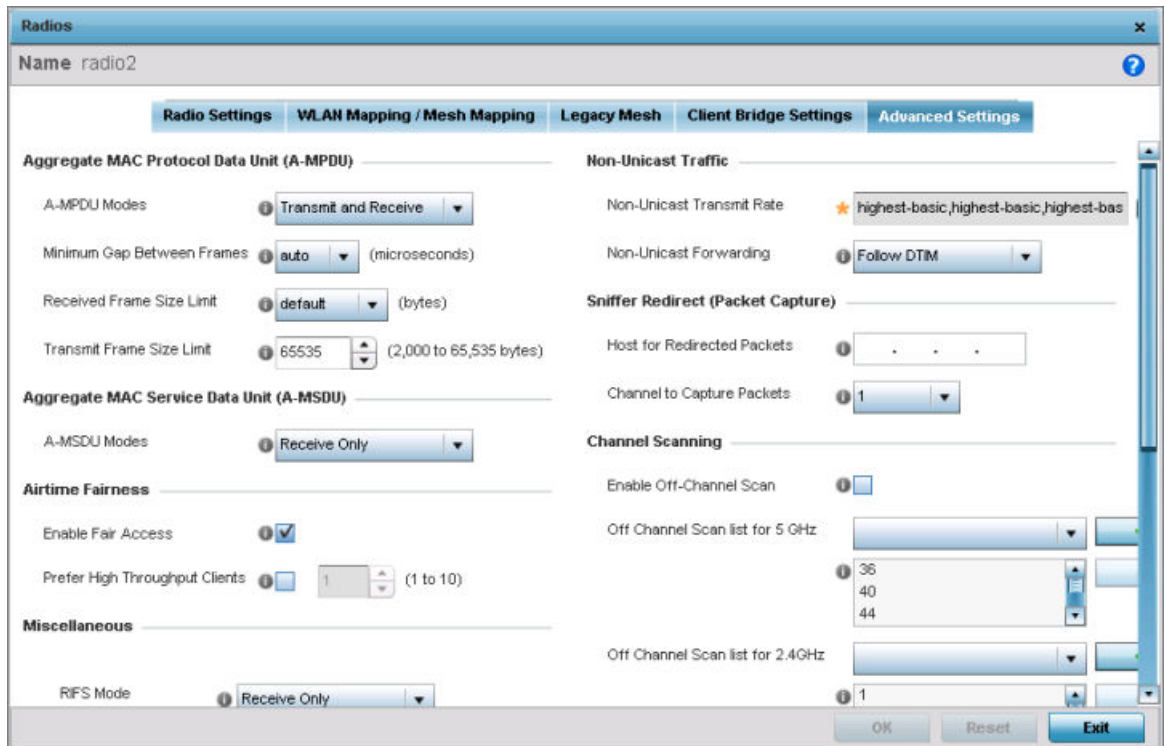 Radios
Name radio2
Radio Settings
WLAN Mapping / Mesh Mapping
Legacy Mesh
Client Bridge Settings
Advanced Settings
Aggregate MAC Protocol Data Unit (A-MPDU)
A-MPDU Modes
Transmit and Receive
Minimum Gap Between Frames
auto
(microseconds)
Received Frame Size Limit
default
(bytes)
Transmit Frame Size Limit
65535
(2,000 to 65,535 bytes)
Aggregate MAC Service Data Unit (A-MSDU)
A-MSDU Modes
Receive Only
Airtime Fairness
Enable Fair Access
Prefer High Throughput Clients
1
(1 to 10)
Miscellaneous
RIFS Mode
Receive Only
Non-Unicast Traffic
Non-Unicast Transmit Rate
highest-basic,highest-basic,highest-bas
Non-Unicast Forwarding
Follow DTIM
Sniffer Redirect (Packet Capture)
Host for Redirected Packets
. . .
Channel to Capture Packets
1
Channel Scanning
Enable Off-Channel Scan
Off Channel Scan list for 5 GHz
36
40
44
Off Channel Scan list for 2.4GHz
1
OK
Reset
Exit